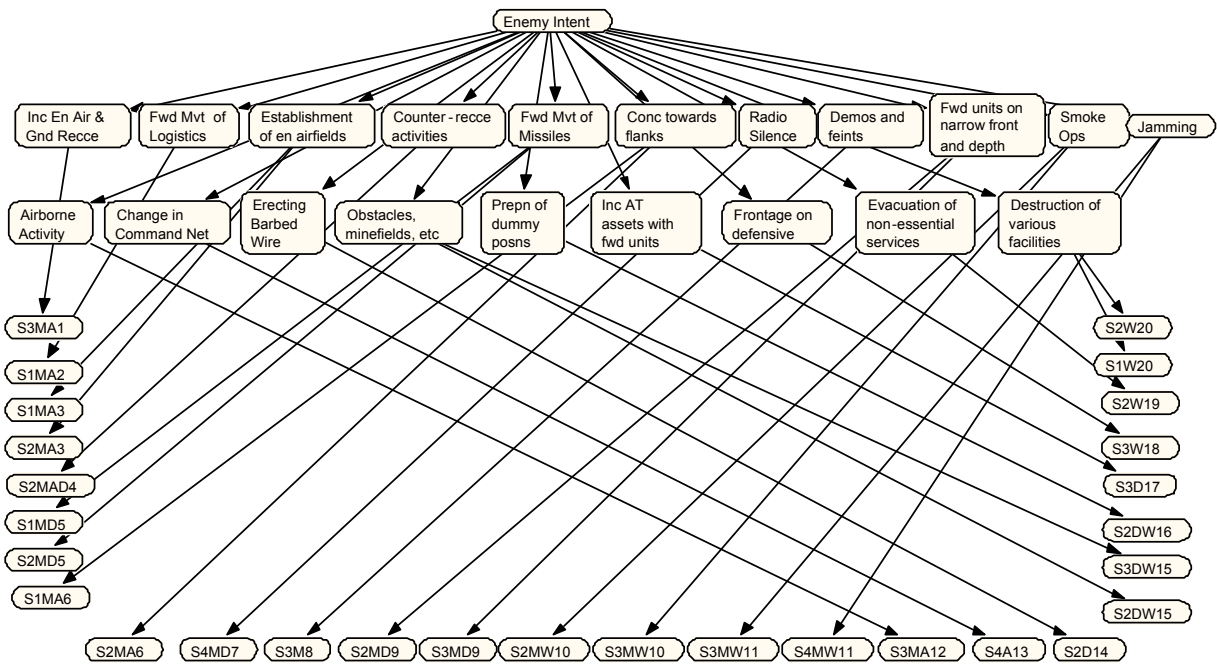 Enemy Intent
Inc En Air &
Gnd Recce
Fwd Mvt of
Logistics
Establishment
of en airfields
Counter-recce
activities
Fwd Mvt of
Missiles
Conc towards
flanks
Radio
Silence
Demos and
feints
Fwd units on
narrow front
and depth
Smoke
Ops
Jamming
Airborne
Activity
Change in
Command Net
Erecting
Barbed
Wire
Obstacles,
minefields, etc
Prepn of
dummy
posns
Inc AT
assets with
fwd units
Frontage on
defensive
Evacuation of
non-essential
services
Destruction of
various
facilities
S3MA1
S1MA2
S1MA3
S2MA3
S2MAD4
S1MD5
S2MD5
S1MA6
S2W20
S1W20
S2W19
S3W18
S3D17
S2DW16
S3DW15
S2DW15
S2MA6
S4MD7
S3M8
S2MD9
S3MD9
S2MW10
S3MW10
S3MW11
S4MW11
S3MA12
S4A13
S2D14